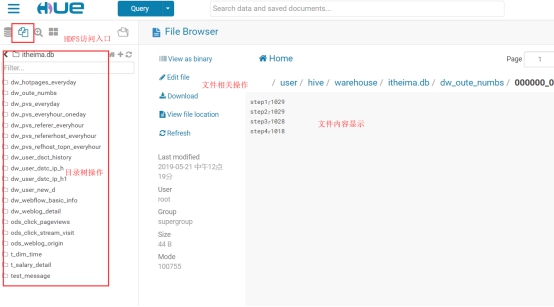 HUE
Query
Search data and saved documents...
HDFS访问入口
File Browser
itheima.db
Filter...
dw_hotpages_everyday
dw_oute_numbs
dw_pvs_everyday
dw_pvs_everyhour_oneday
dw_pvs_referer_everyhour
dw_pvs_refererhost_everyhour
dw_pvs_refhost_topn_everyhour
dw_user_dsct_history
dw_user_dstc_ip_h
dw_user_dstc_ip_h1
dw_user_new_d
dw_webflow_basic_info
dw_weblog_detail
ods_click_pageviews
ods_click_stream_visit
ods_weblog_origin
t_dim_time
t_salary_detail
test_message
目录树操作
View as binary
Edit file
Download
View file location
Refresh
文件相关操作
Last modified
2019-05-21 中午12点
19分
User
root
Group
supergroup
Size
44 B
Mode
100755
Home
Page 1
/ user / hive / warehouse / itheima.db / dw_oute_numbs / 000000_0
step1;1029
step2;1029
step3;1028
step4;1018
文件内容显示